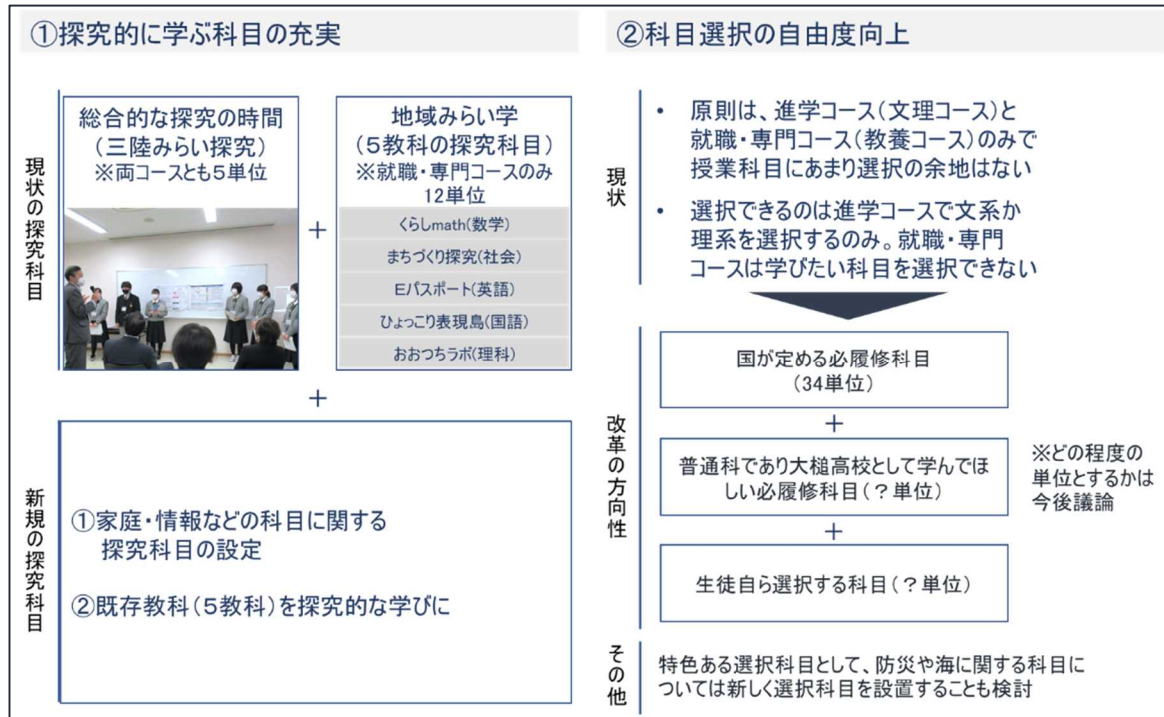 ①探究的に学ぶ科目の充実
現状の探究科目
総合的な探究の時間
(三陸みらい探究)
※両コースとも5単位
+
地域みらい学
(5教科の探究科目)
※就職・専門コースのみ
12単位
くらしmath(数学)
まちづくり探究(社会)
Eパスポート(英語)
ひょっこり表現島(国語)
おおつちラボ(理科)
+
新規の探究科目
①家庭・情報などの科目に関する
探究科目の設定
②既存教科(5教科)を探究的な学びに
②科目選択の自由度向上
現状
• 原則は、進学コース(文理コース)と
就職・専門コース(教養コース)のみで
授業科目にあまり選択の余地はない
• 選択できるのは進学コースで文系か
理系を選択するのみ。就職・専門
コースは学びたい科目を選択できない
改革の方向性
国が定める必履修科目
(34単位)
+
普通科であり大槌高校として学んでほ
しい必履修科目(?単位)
+
生徒自ら選択する科目(?単位)
※どの程度の
単位とするかは
今後議論
その他
特色ある選択科目として、防災や海に関する科目に
ついては新しく選択科目を設置することも検討